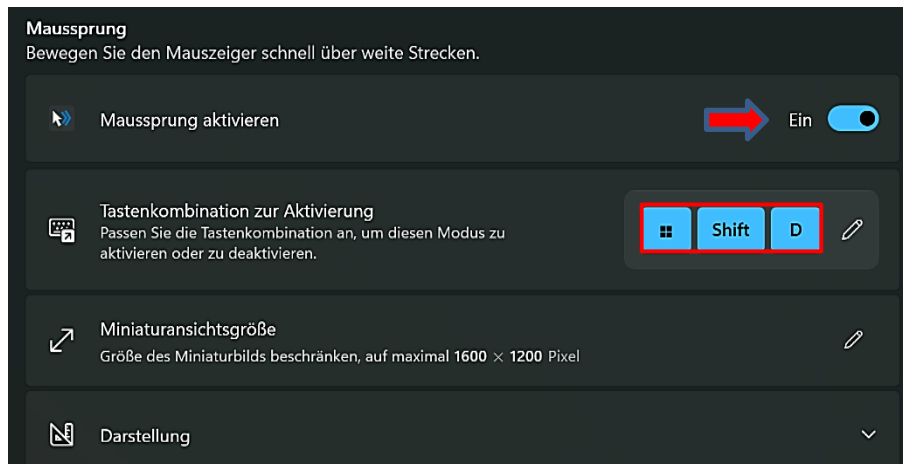 Maussprung
Bewegen Sie den Mauszeiger schnell über weite Strecken.
Maussprung aktivieren
Ein
Tastenkombination zur Aktivierung
Passen Sie die Tastenkombination an, um diesen Modus zu
aktivieren oder zu deaktivieren.
Shift D
Miniaturansichtsgröße
Größe des Miniaturbilds beschränken, auf maximal 1600 × 1200 Pixel
Darstellung